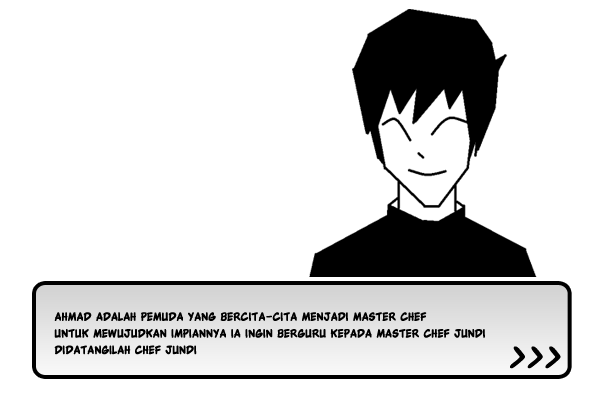 AHMAD ADALAH PEMUDA YANG BERCITA-CITA MENJADI MASTER CHEF
UNTUK MEWUJUDKAN IMPIANNYA IA INGIN BERGURU KEPADA MASTER CHEF JUNDI
DIDATANGILAH CHEF JUNDI